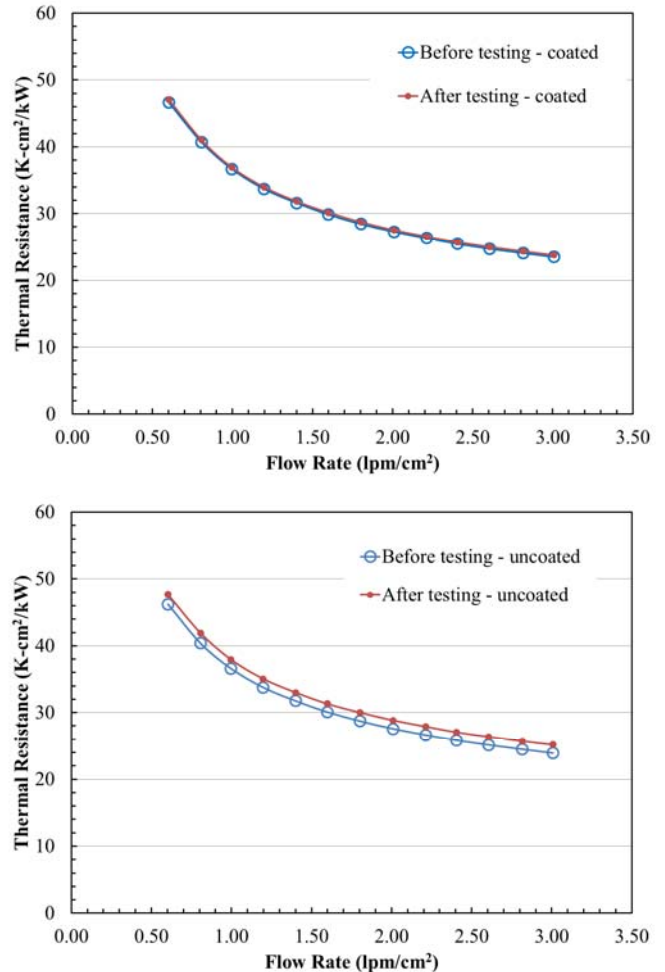 60
50
40
30
20
10
0
Thermal Resistance (K-cm²/kW)
Before testing - coated
After testing - coated
0.00 0.50 1.00 1.50 2.00 2.50 3.00 3.50
Flow Rate (lpm/cm²)
60
50
40
30
20
10
0
Thermal Resistance (K-cm²/kW)
Before testing - uncoated
After testing - uncoated
0.00 0.50 1.00 1.50 2.00 2.50 3.00 3.50
Flow Rate (lpm/cm²)